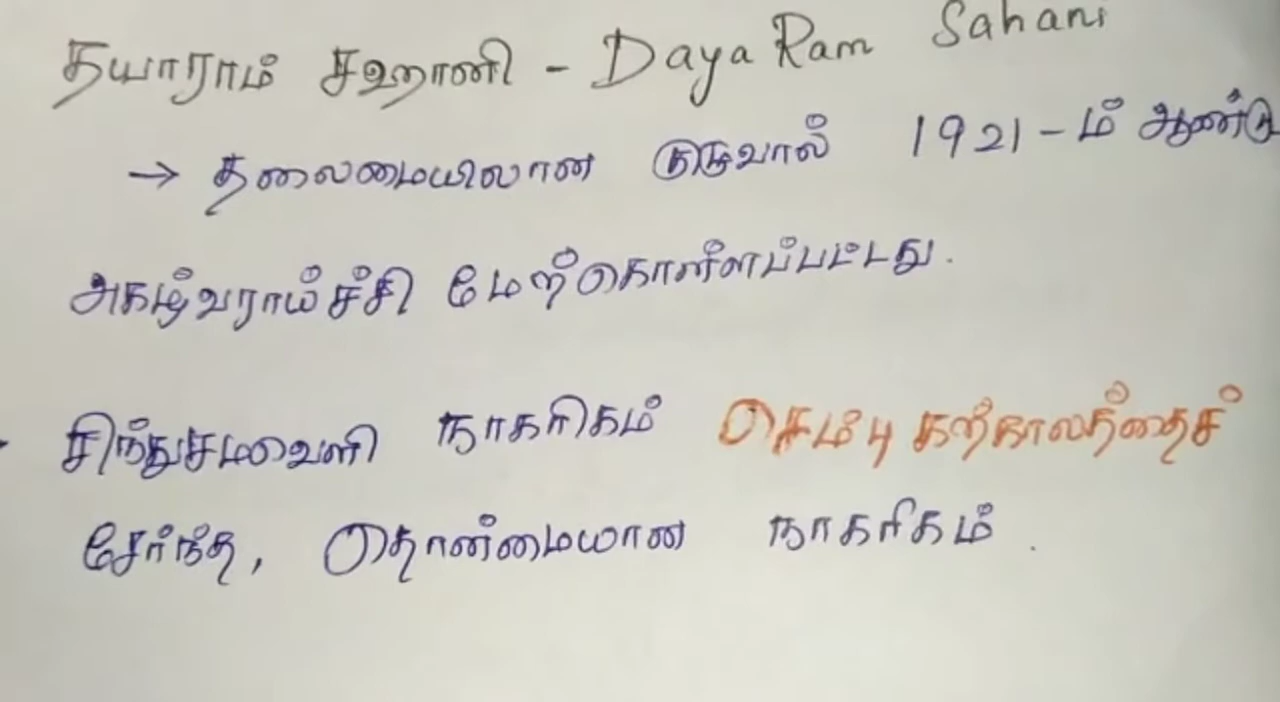 தயாராம் சஹானி - Daya Ram Sahani
→ தலைமையிலான குழுவால் 1921-ம் ஆண்டு
அகழ்வராய்ச்சி மேற்கொள்ளப்பட்டது.
சிந்துசமவெளி நாகரிகம் செம்பு கற்காலத்தைச்
சேர்ந்த, தொன்மையான நாகரிகம்.